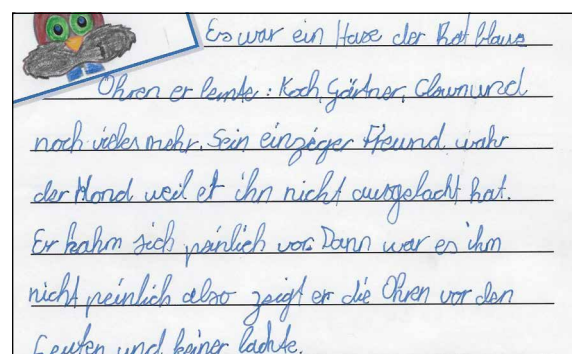 Es war ein Hase der Rot blaue
Ohren er lernte: Koch, Gärtner, Clown und
noch vieles mehr. Sein einziger Freund wahr
der Mond weil er ihn nicht ausgelacht hat.
Er kahm sich peinlich vor. Dann war es ihm
nicht peinlich also zeigt er die Ohren vor den
Leuten und keiner lachte.